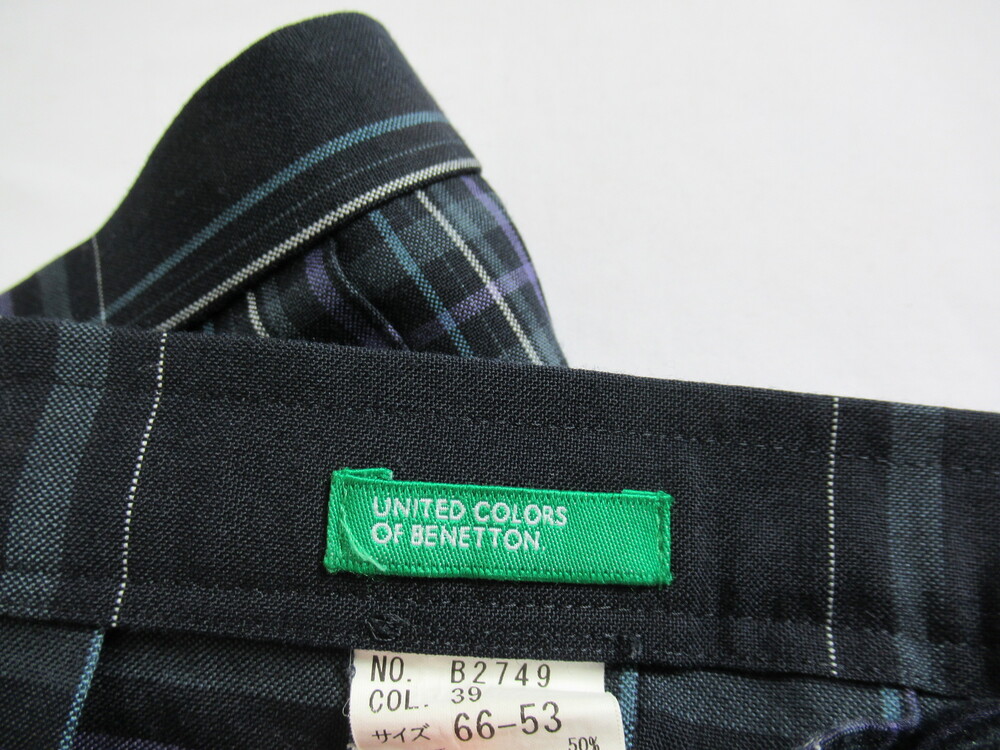 UNITED COLORS
OF BENETTON
NO. B2749
COL. 39
サイズ 66-53
50%